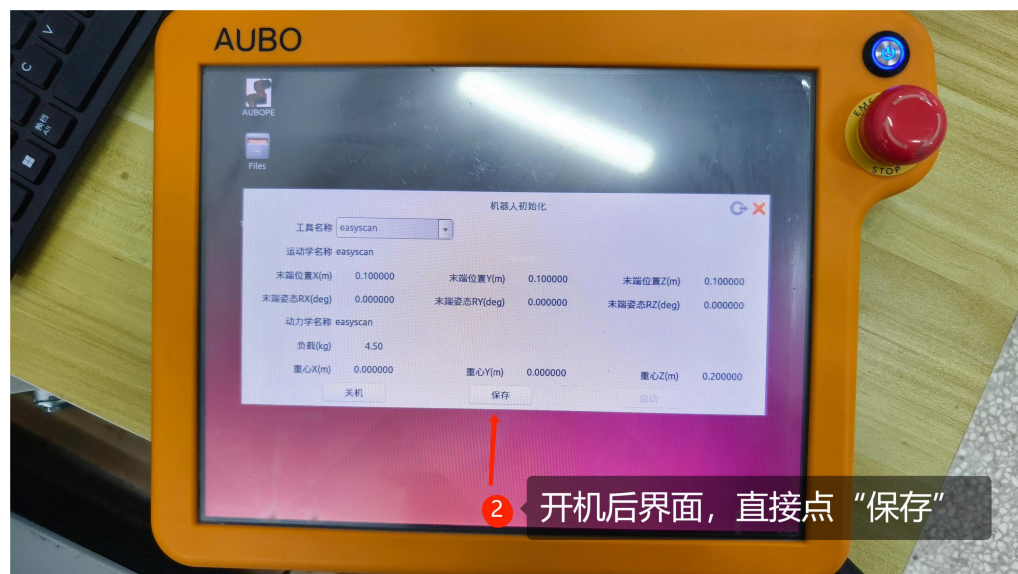 AUBO
V
C
换档
Alt
EMS
STOP
AUBOPE
Files
机器人初始化
工具名称 easyscan
运动学名称 easyscan
末端位置X(m) 0.100000 末端位置Y(m) 0.100000 末端位置Z(m) 0.100000
末端姿态RX(deg) 0.000000 末端姿态RY(deg) 0.000000 末端姿态RZ(deg) 0.000000
动力学名称 easyscan
负载(kg) 4.50
重心X(m) 0.000000 重心Y(m) 0.000000 重心Z(m) 0.200000
关机 保存 启动
2 开机后界面，直接点“保存”